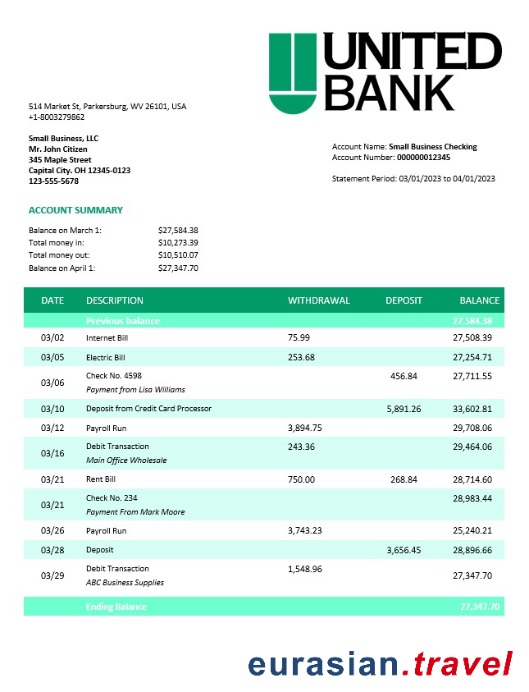 UNITED
BANK
514 Market St, Parkersburg, WV 26101, USA
+1-8003279862
Small Business, LLC
Mr. John Citizen
345 Maple Street
Capital City. OH 12345-0123
123-555-5678
Account Name: Small Business Checking
Account Number: 000000012345
Statement Period: 03/01/2023 to 04/01/2023
ACCOUNT SUMMARY
Balance on March 1: $27,584.38
Total money in: $10,273.39
Total money out: $10,510.07
Balance on April 1: $27,347.70
DATE DESCRIPTION WITHDRAWAL DEPOSIT BALANCE
Previous balance 27,584.38
03/02 Internet Bill 75.99 27,508.39
03/05 Electric Bill 253.68 27,254.71
03/06 Check No. 4598 456.84 27,711.55
Payment from Lisa Williams
03/10 Deposit from Credit Card Processor 5,891.26 33,602.81
03/12 Payroll Run 3,894.75 29,708.06
03/16 Debit Transaction 243.36 29,464.06
Main Office Wholesale
03/21 Rent Bill 750.00 268.84 28,714.60
03/21 Check No. 234 28,983.44
Payment From Mark Moore
03/26 Payroll Run 3,743.23 25,240.21
03/28 Deposit 3,656.45 28,896.66
03/29 Debit Transaction 1,548.96 27,347.70
ABC Business Supplies
Ending Balance 27,347.70
eurasian.travel